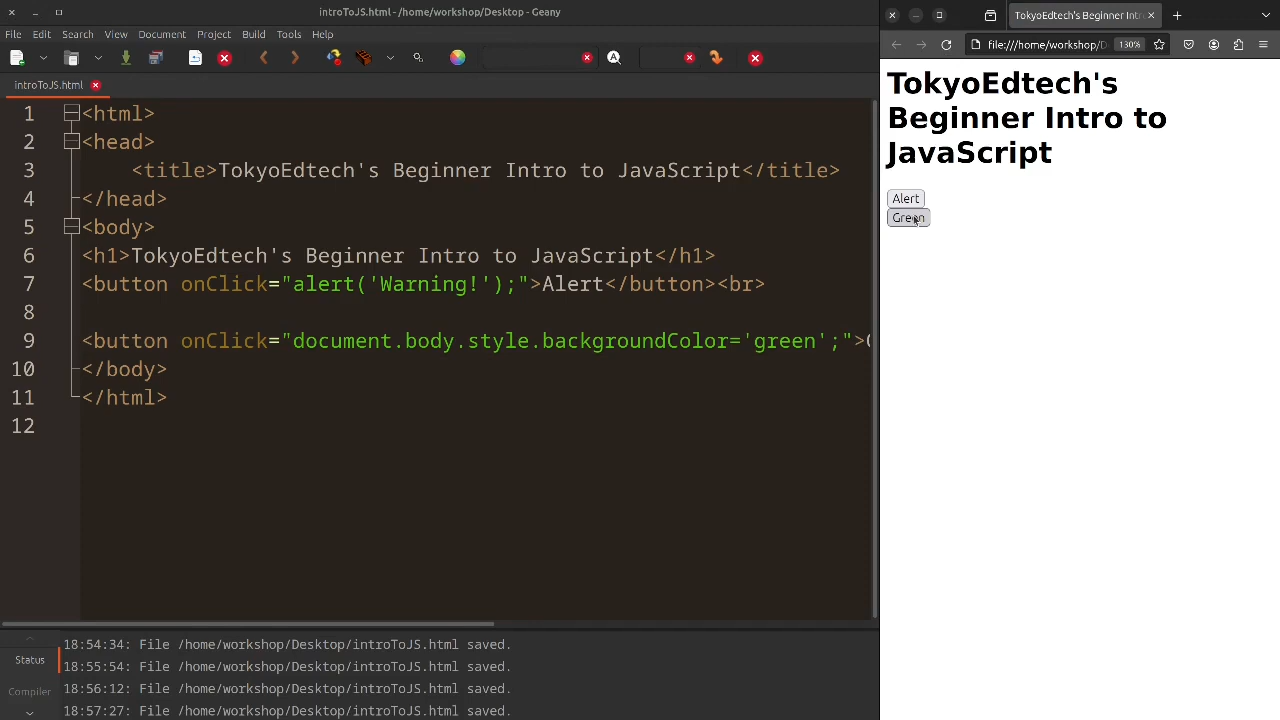 introToJS.html - /home/workshop/Desktop - Geany
File Edit Search View Document Project Build Tools Help
introToJS.html
1 <html>
2 <head>
3 <title>TokyoEdtech's Beginner Intro to JavaScript</title>
4 </head>
5 <body>
6 <h1>TokyoEdtech's Beginner Intro to JavaScript</h1>
7 <button onClick="alert('Warning!');">Alert</button><br>
8
9 <button onClick="document.body.style.backgroundColor='green';">
10 </body>
11 </html>
12
Status
Compiler
18:54:34: File /home/workshop/Desktop/introToJS.html saved.
18:55:54: File /home/workshop/Desktop/introToJS.html saved.
18:56:12: File /home/workshop/Desktop/introToJS.html saved.
18:57:27: File /home/workshop/Desktop/introToJS.html saved.
TokyoEdtech's Beginner Intr
file:///home/workshop/D 130%
TokyoEdtech's
Beginner Intro to
JavaScript
Alert
Green